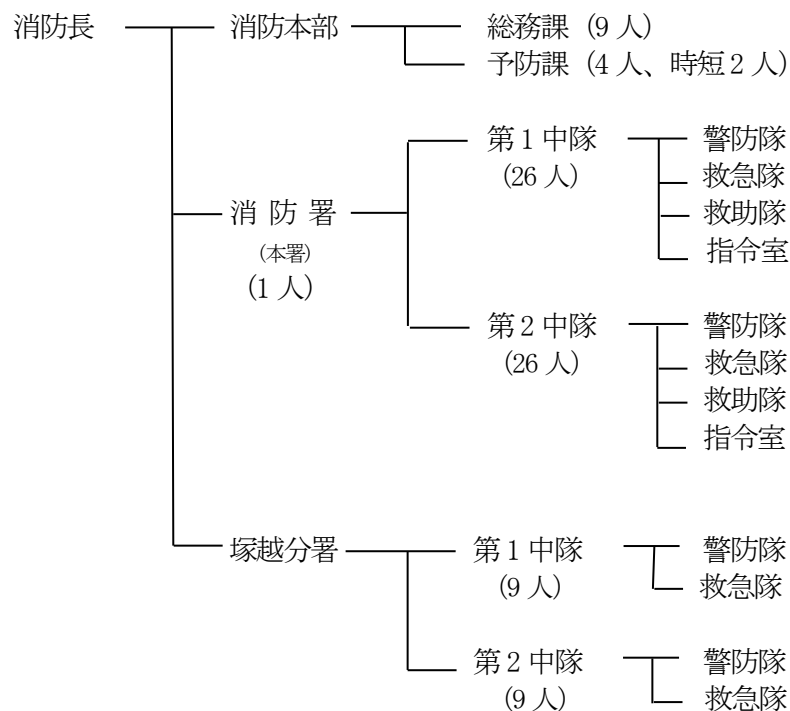 消防長 消防本部 総務課（9人）
予防課（4人、時短2人）
第1中隊 警防隊
（26人） 救急隊
救助隊
消防署 指令室
（本署）
（1人）
第2中隊 警防隊
（26人） 救急隊
救助隊
指令室
塚越分署 第1中隊 警防隊
（9人） 救急隊
第2中隊 警防隊
（9人） 救急隊